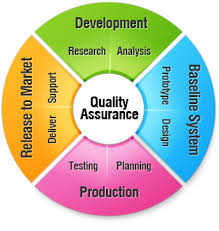 Development
Research
Analysis
Baseline System
Prototype
Design
Quality
Assurance
Release to Market
Support
Deliver
Testing
Planning
Production